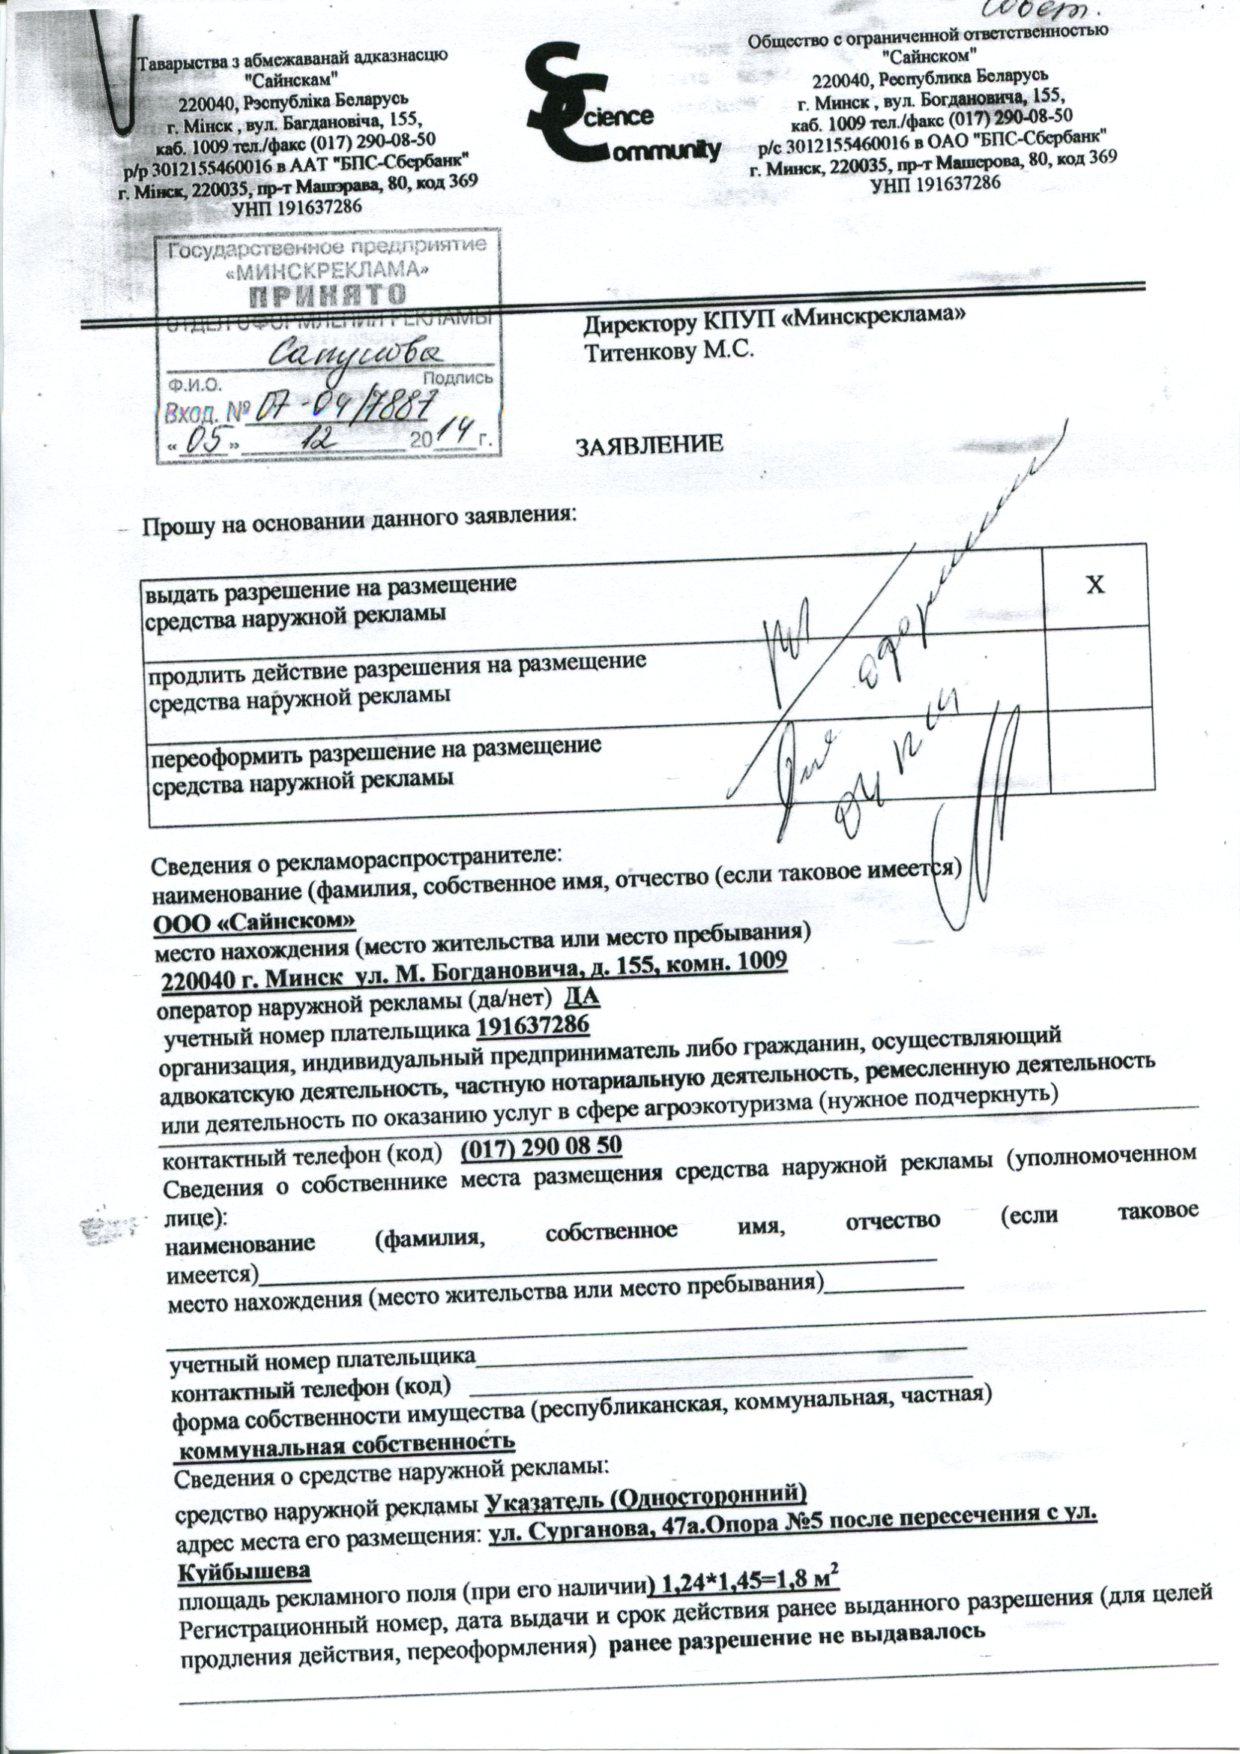 Совет.
Таварыства з абмежаванай адказнасцю
"Сайнскам"
220040, Рэспубліка Беларусь
г. Мінск , вул. Багдановіча, 155,
каб. 1009 тел./факс (017) 290-08-50
р/р 3012155460016 в ААТ "БПС-Сбербанк"
г. Мінск, 220035, пр-т Машэрава, 80, код 369
УНП 191637286
Science
Community
Общество с ограниченной ответственностью
"Сайнском"
220040, Республика Беларусь
г. Минск , вул. Богдановича, 155,
каб. 1009 тел./факс (017) 290-08-50
р/с 3012155460016 в ОАО "БПС-Сбербанк"
г. Минск, 220035, пр-т Машерова, 80, код 369
УНП 191637286
Государственное предприятие
«МИНСКРЕКЛАМА»
ПРИНЯТО
ОТДЕЛ ОФОРМЛЕНИЯ РЕКЛАМЫ
Ф.И.О. Подпись
Вход. № 07-04/7887
«05» 12 2014 г.
Директору КПУП «Минскреклама»
Титенкову М.С.
ЗАЯВЛЕНИЕ
Прошу на основании данного заявления:
выдать разрешение на размещение
средства наружной рекламы
X
продлить действие разрешения на размещение
средства наружной рекламы
переоформить разрешение на размещение
средства наружной рекламы
Сведения о рекламораспространителе:
наименование (фамилия, собственное имя, отчество (если таковое имеется)
ООО «Сайнском»
место нахождения (место жительства или место пребывания)
220040 г. Минск ул. М. Богдановича, д. 155, комн. 1009
оператор наружной рекламы (да/нет) ДА
учетный номер плательщика 191637286
организация, индивидуальный предприниматель либо гражданин, осуществляющий
адвокатскую деятельность, частную нотариальную деятельность, ремесленную деятельность
или деятельность по оказанию услуг в сфере агроэкотуризма (нужное подчеркнуть)
контактный телефон (код) (017) 290 08 50
Сведения о собственнике места размещения средства наружной рекламы (уполномоченном
лице):
наименование (фамилия, собственное имя, отчество (если таковое
имеется)
место нахождения (место жительства или место пребывания)
учетный номер плательщика
контактный телефон (код)
форма собственности имущества (республиканская, коммунальная, частная)
коммунальная собственность
Сведения о средстве наружной рекламы:
средство наружной рекламы Указатель (Односторонний)
адрес места его размещения: ул. Сурганова, 47а.Опора №5 после пересечения с ул.
Куйбышева
площадь рекламного поля (при его наличии) 1,24*1,45=1,8 м²
Регистрационный номер, дата выдачи и срок действия ранее выданного разрешения (для целей
продления действия, переоформления) ранее разрешение не выдавалось